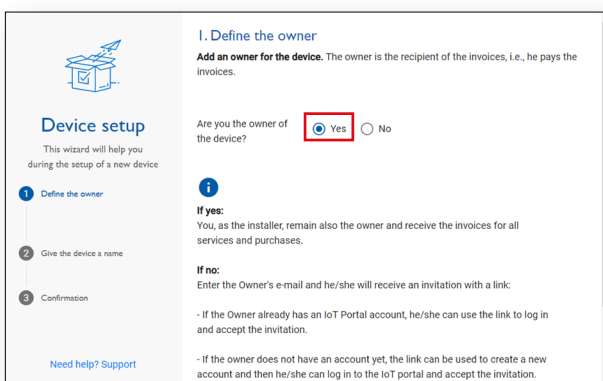 Device setup
This wizard will help you
during the setup of a new device
1 Define the owner
2 Give the device a name
3 Confirmation
Need help? Support
1. Define the owner
Add an owner for the device. The owner is the recipient of the invoices, i.e., he pays the
invoices.
Are you the owner of
the device?
Yes No
i
If yes:
You, as the installer, remain also the owner and receive the invoices for all
services and purchases.
If no:
Enter the Owner's e-mail and he/she will receive an invitation with a link:
- If the Owner already has an IoT Portal account, he/she can use the link to log in
and accept the invitation.
- If the owner does not have an account yet, the link can be used to create a new
account and then he/she can log in to the IoT portal and accept the invitation.